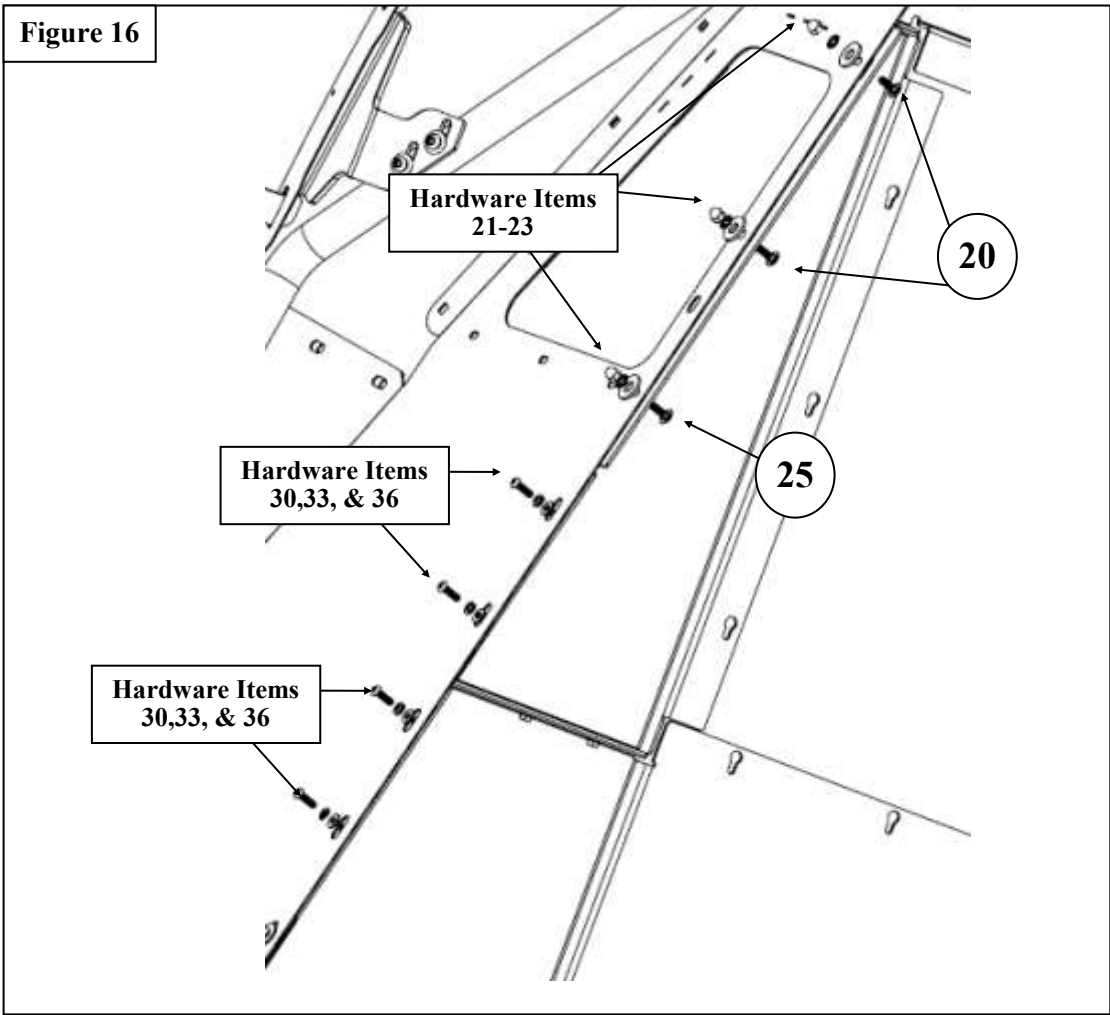 Figure 16
Hardware Items
21-23
20
25
Hardware Items
30,33, & 36
Hardware Items
30,33, & 36